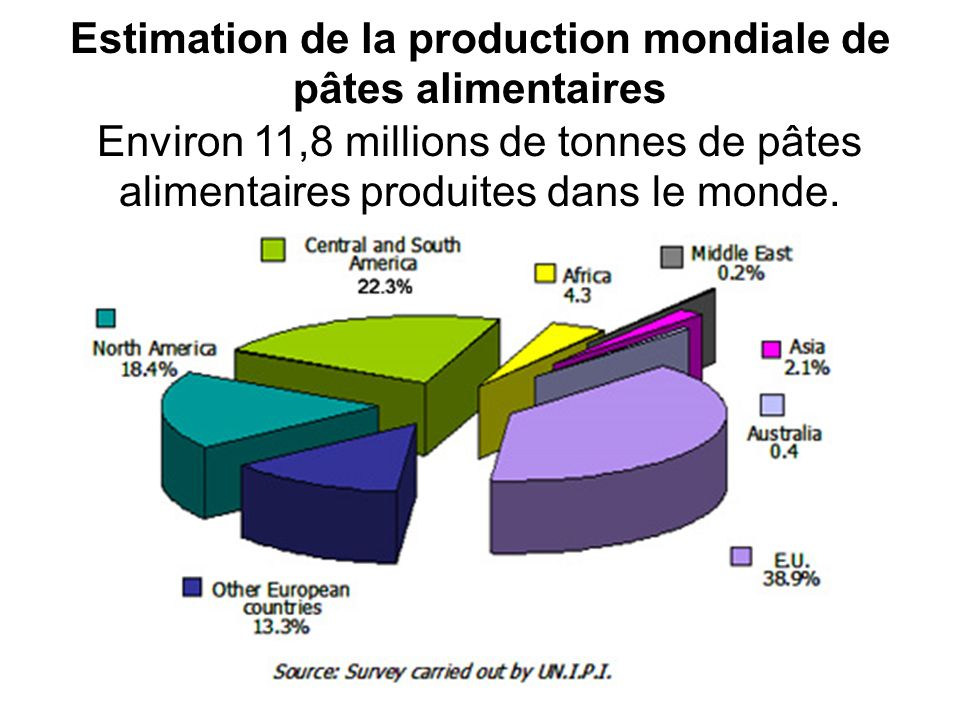 Estimation de la production mondiale de
pâtes alimentaires
Environ 11,8 millions de tonnes de pâtes
alimentaires produites dans le monde.
Central and South
America
22.3%
Africa
4.3
Middle East
0.2%
North America
18.4%
Asia
2.1%
Australia
0.4
E.U.
38.9%
Other European
countries
13.3%
Source: Survey carried out by UN.I.P.I.